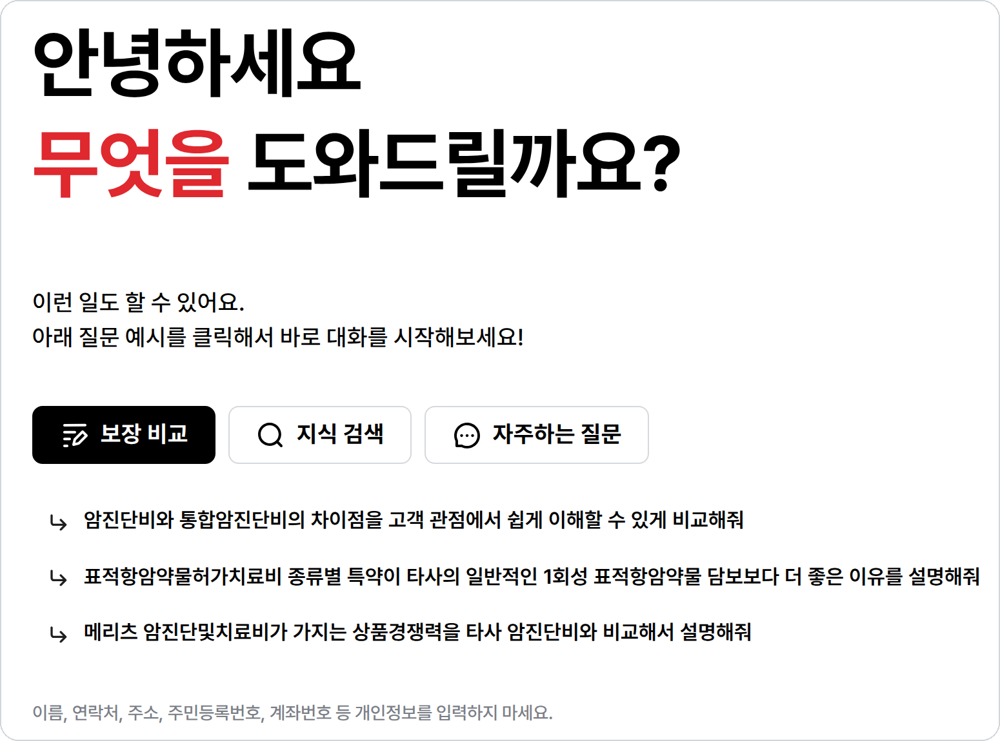 안녕하세요
무엇을 도와드릴까요?
이런 일도 할 수 있어요.
아래 질문 예시를 클릭해서 바로 대화를 시작해보세요!
보장 비교
지식 검색
자주하는 질문
암진단비와 통합암진단비의 차이점을 고객 관점에서 쉽게 이해할 수 있게 비교해줘
표적항암약물허가치료비 종류별 특약이 타사의 일반적인 1회성 표적항암약물 담보보다 더 좋은 이유를 설명해줘
메리츠 암진단및치료비가 가지는 상품경쟁력을 타사 암진단비와 비교해서 설명해줘
이름, 연락처, 주소, 주민등록번호, 계좌번호 등 개인정보를 입력하지 마세요.